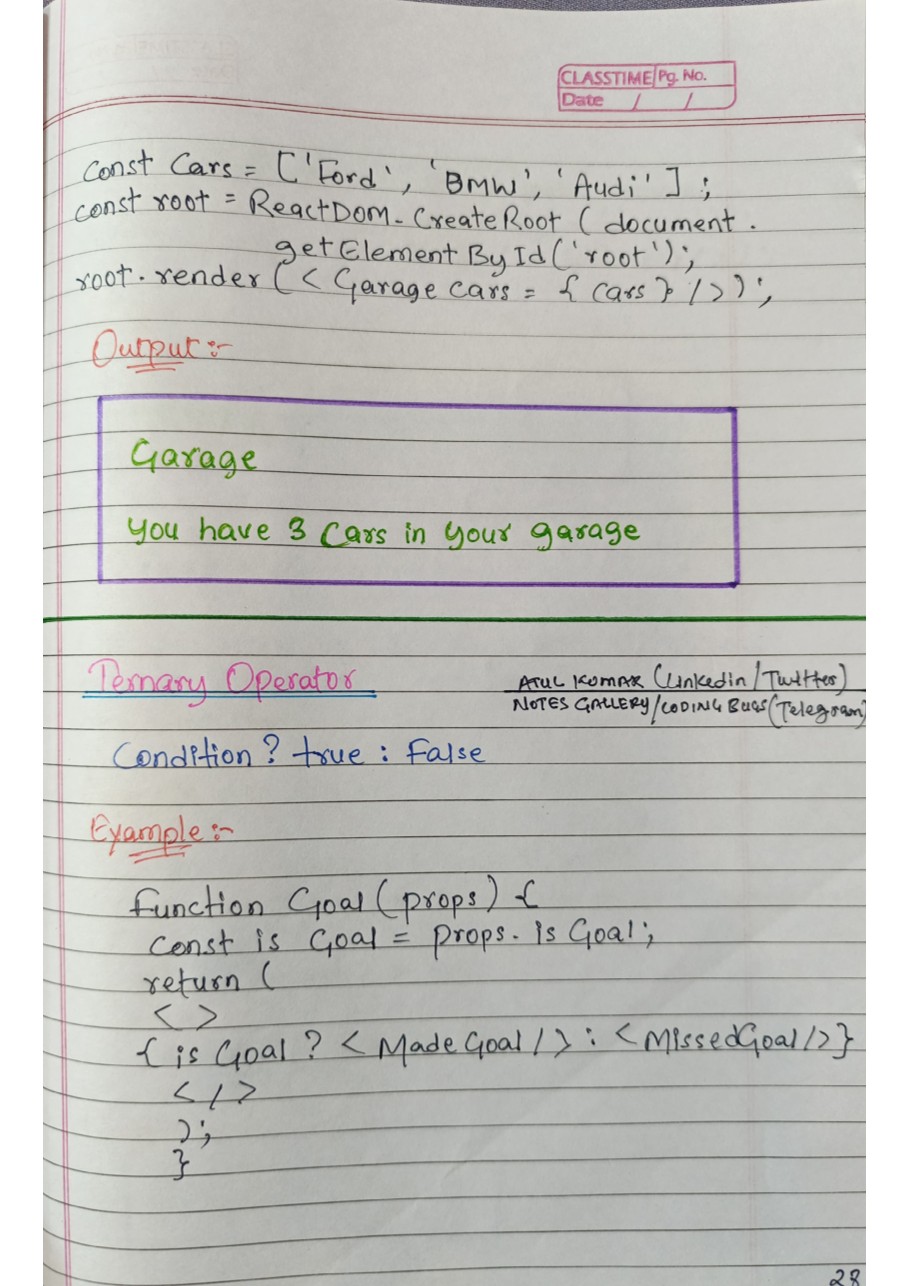 CLASSTIME Pg. No.
Date / /
Const Cars = ['Ford', 'BMW', 'Audi'];
const root = ReactDOM.CreateRoot (document.
getElementById('root');
root.render (<Garage cars = {cars} />);
Output :-
Garage
You have 3 Cars in your garage
Ternary Operator
ATUL KUMAR (Linkedin/Twitter)
NOTES GALLERY/CODING BUGS (Telegram)
Condition ? true : False
Example :-
function Goal (props) {
Const is Goal = props. is Goal;
return (
< >
{ is Goal ? <MadeGoal/> : <MissedGoal/>}
</>
);
}
28